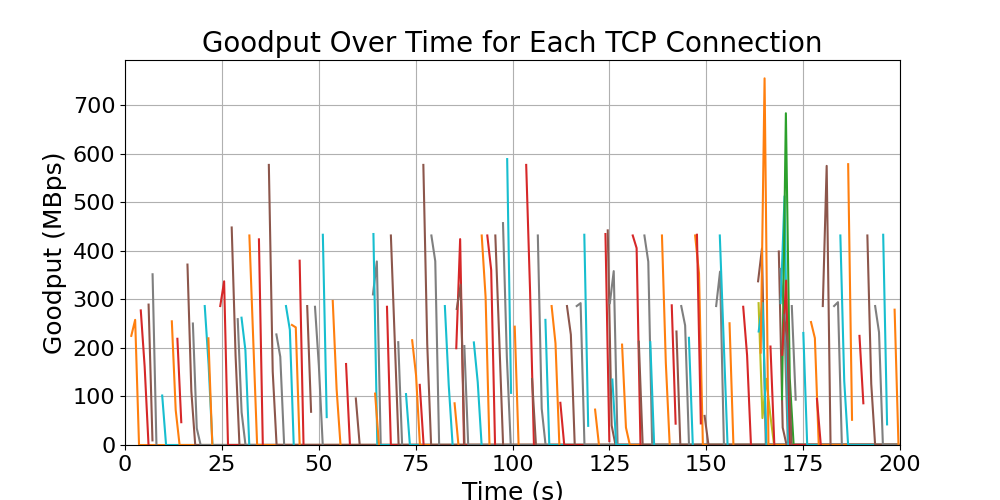 Goodput Over Time for Each TCP Connection
Goodput (MBps)
700
600
500
400
300
200
100
0
0 25 50 75 100 125 150 175 200
Time (s)